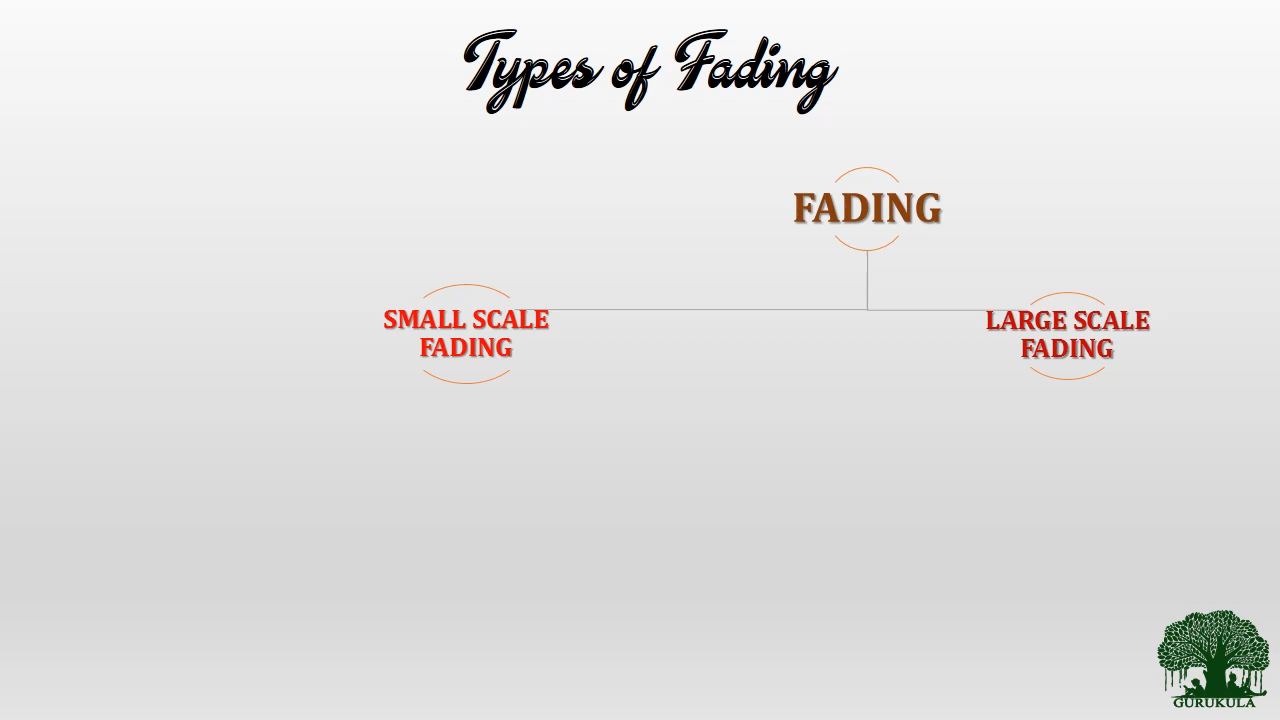 Types of Fading
FADING
SMALL SCALE
FADING
LARGE SCALE
FADING
GURUKULA